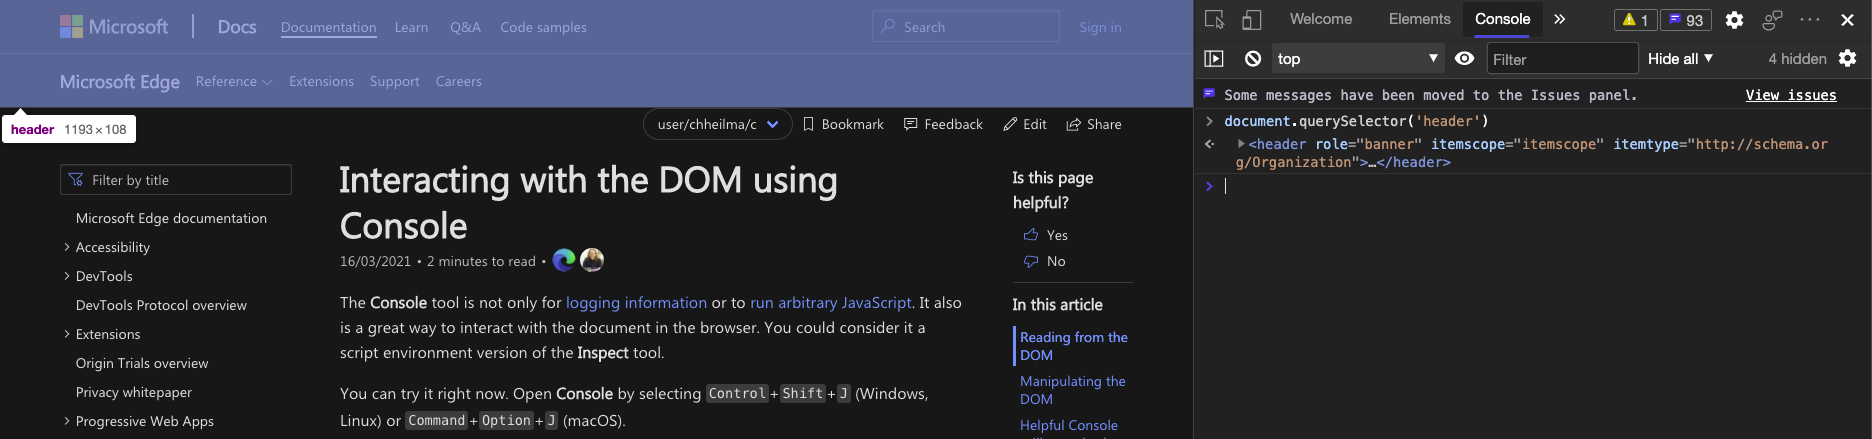 Microsoft Docs Documentation Learn Q&A Code samples Search Sign in
Microsoft Edge Reference Extensions Support Careers
header 1193 × 108
user/chheilma/c Bookmark Feedback Edit Share
Filter by title
Microsoft Edge documentation
Accessibility
DevTools
DevTools Protocol overview
Extensions
Origin Trials overview
Privacy whitepaper
Progressive Web Apps
Interacting with the DOM using
Console
16/03/2021 • 2 minutes to read •
The Console tool is not only for logging information or to run arbitrary JavaScript. It also
is a great way to interact with the document in the browser. You could consider it a
script environment version of the Inspect tool.
You can try it right now. Open Console by selecting Control+Shift+J (Windows,
Linux) or Command+Option+J (macOS).
Is this page
helpful?
Yes
No
In this article
Reading from the
DOM
Manipulating the
DOM
Helpful Console
Welcome Elements Console » 1 93
top Filter Hide all 4 hidden
Some messages have been moved to the Issues panel. View issues
document.querySelector('header')
<header role="banner" itemscope="itemscope" itemtype="http://schema.or
g/Organization">…</header>